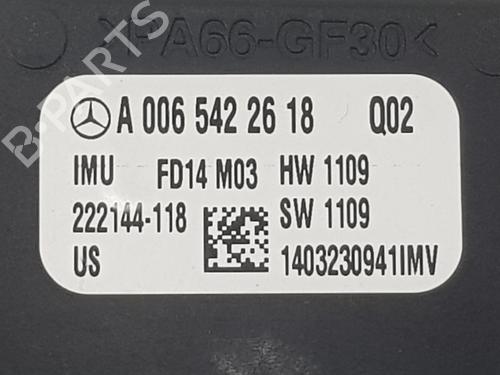 >PA66-GF30<
A 006 542 26 18 Q02
IMU FD14 M03 HW 1109
222144-118 SW 1109
US 1403230941IMV
B-PARTS